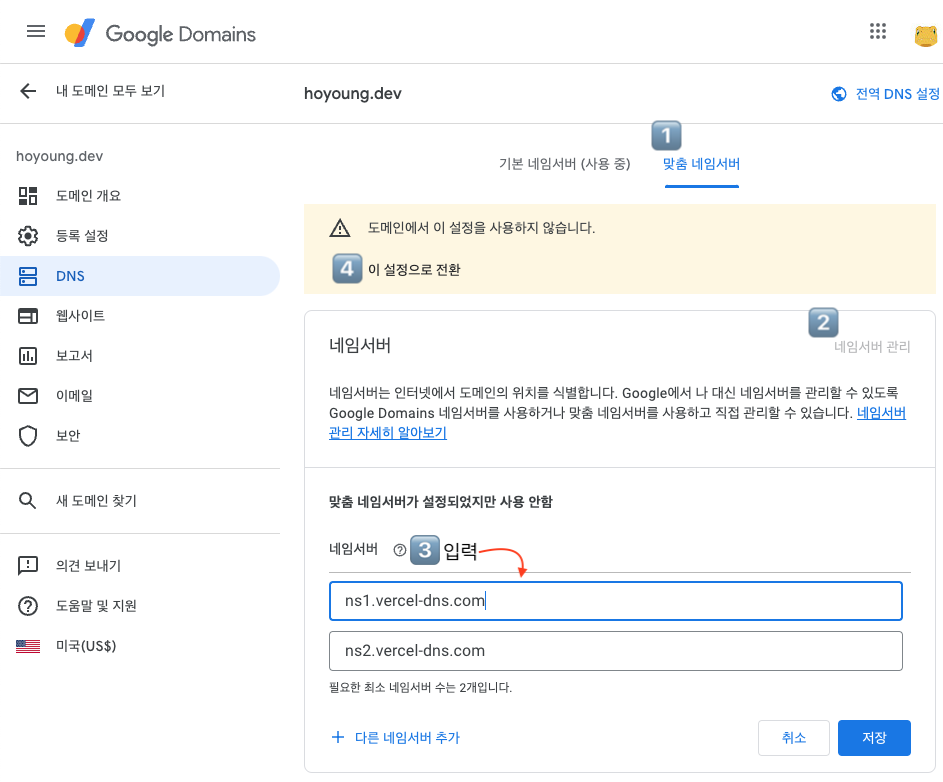 Google Domains
내 도메인 모두 보기
hoyoung.dev
전역 DNS 설정
hoyoung.dev
도메인 개요
등록 설정
DNS
웹사이트
보고서
이메일
보안
새 도메인 찾기
의견 보내기
도움말 및 지원
미국(US$)
1
기본 네임서버 (사용 중)
맞춤 네임서버
도메인에서 이 설정을 사용하지 않습니다.
4 이 설정으로 전환
네임서버
2
네임서버 관리
네임서버는 인터넷에서 도메인의 위치를 식별합니다. Google에서 나 대신 네임서버를 관리할 수 있도록
Google Domains 네임서버를 사용하거나 맞춤 네임서버를 사용하고 직접 관리할 수 있습니다. 네임서버
관리 자세히 알아보기
맞춤 네임서버가 설정되었지만 사용 안함
네임서버 ? 3 입력
ns1.vercel-dns.com
ns2.vercel-dns.com
필요한 최소 네임서버 수는 2개입니다.
+ 다른 네임서버 추가
취소
저장